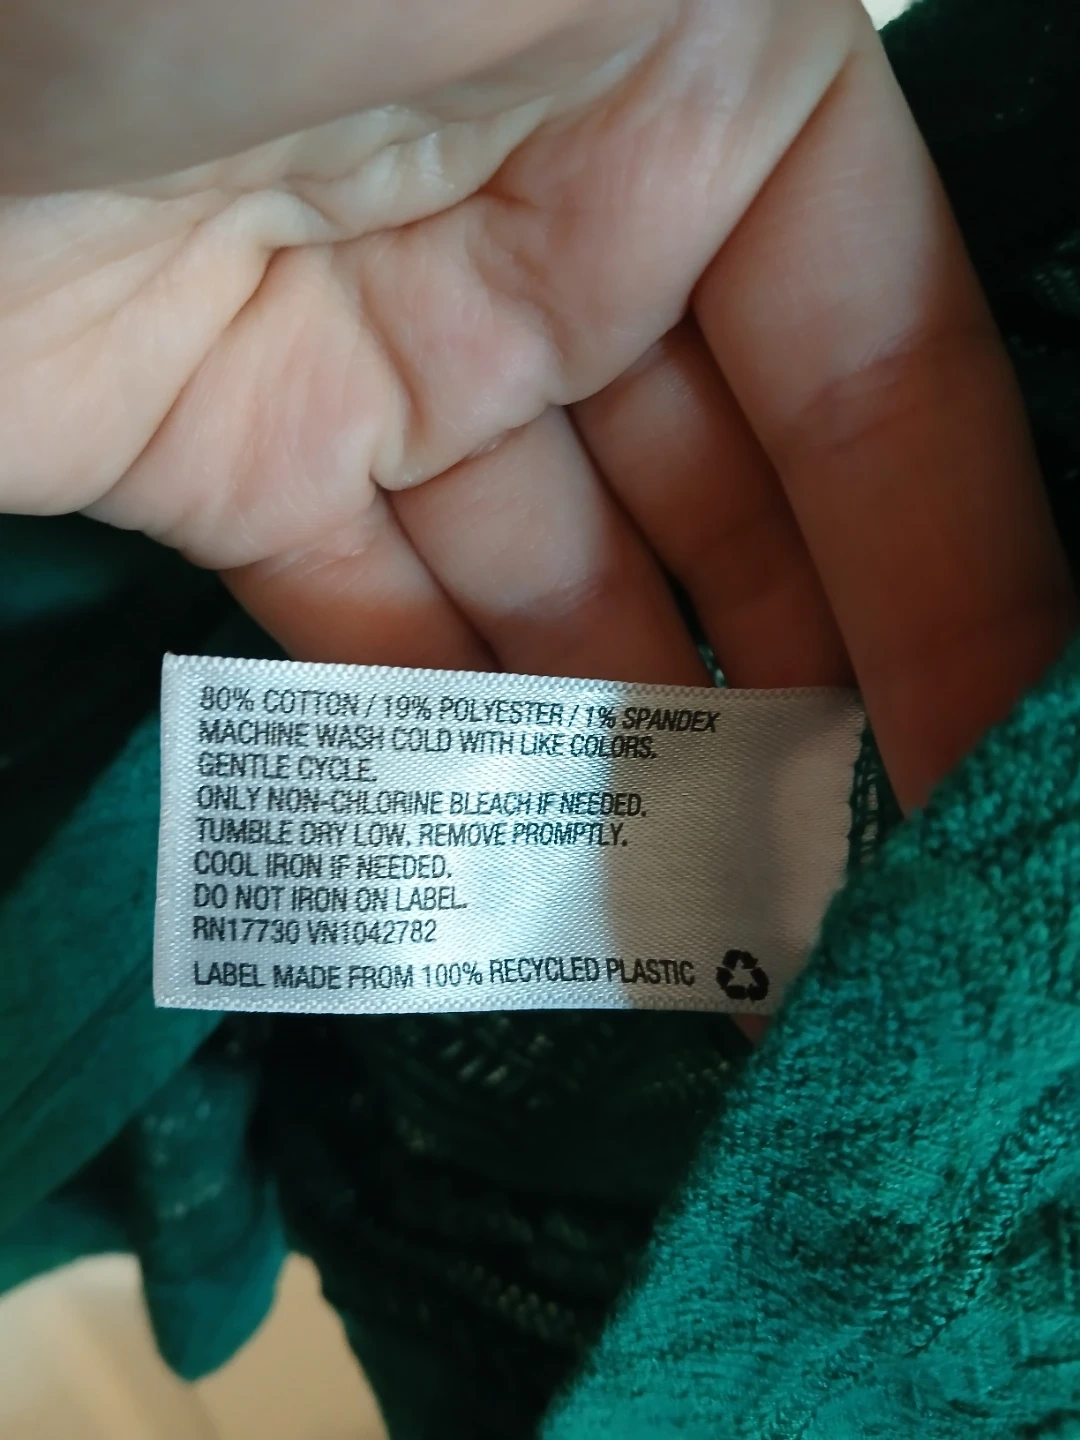 80% COTTON / 19% POLYESTER / 1% SPANDEX
MACHINE WASH COLD WITH LIKE COLORS.
GENTLE CYCLE.
ONLY NON-CHLORINE BLEACH IF NEEDED.
TUMBLE DRY LOW. REMOVE PROMPTLY.
COOL IRON IF NEEDED.
DO NOT IRON ON LABEL.
RN17730 VN1042782
LABEL MADE FROM 100% RECYCLED PLASTIC